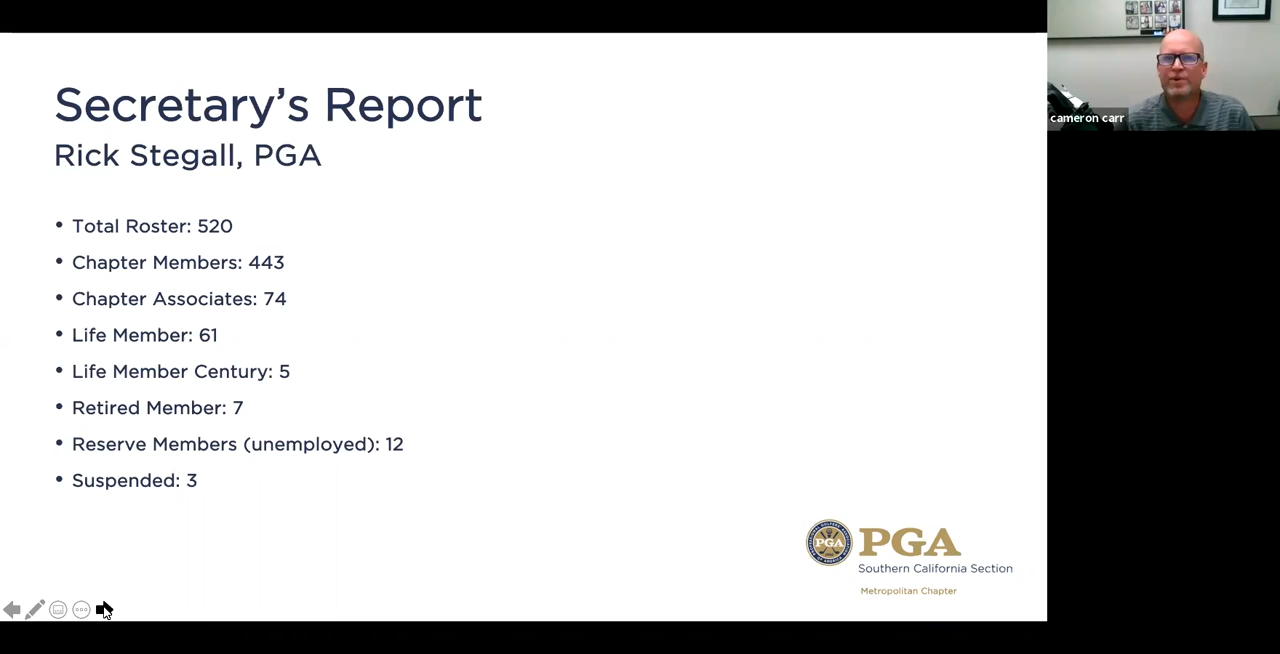 Secretary's Report
Rick Stegall, PGA
• Total Roster: 520
• Chapter Members: 443
• Chapter Associates: 74
• Life Member: 61
• Life Member Century: 5
• Retired Member: 7
• Reserve Members (unemployed): 12
• Suspended: 3
PGA
PGA
Southern California Section
Metropolitan Chapter
cameron carr